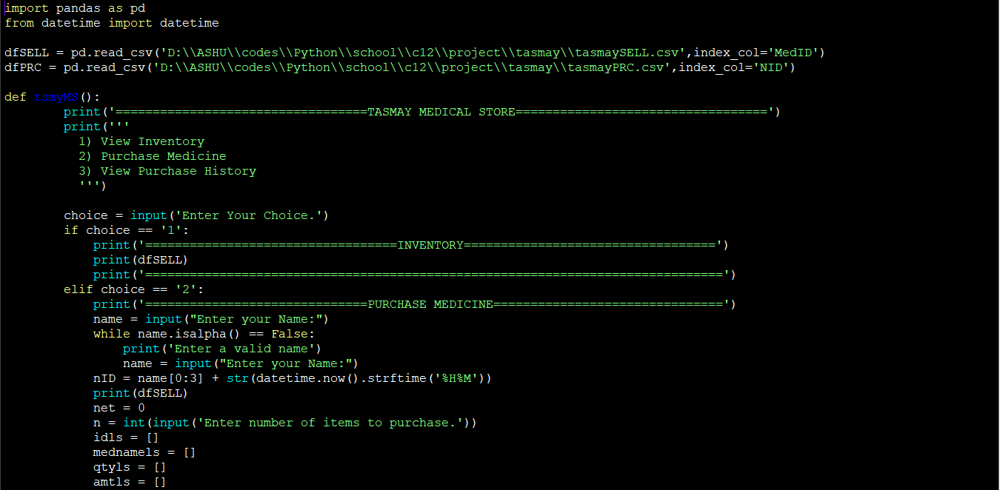 import pandas as pd
from datetime import datetime

dfSELL = pd.read_csv('D:\\ASHU\\codes\\Python\\school\\c12\\project\\tasmay\\tasmaySELL.csv',index_col='MedID')
dfPRC = pd.read_csv('D:\\ASHU\\codes\\Python\\school\\c12\\project\\tasmay\\tasmayPRC.csv',index_col='NID')

def tsmyMS():
        print('==================================TASMAY MEDICAL STORE==================================')
        print('''
          1) View Inventory
          2) Purchase Medicine
          3) View Purchase History
          ''')

        choice = input('Enter Your Choice.')
        if choice == '1':
            print('==================================INVENTORY==================================')
            print(dfSELL)
            print('==============================================================================')
        elif choice == '2':
            print('==============================PURCHASE MEDICINE===============================')
            name = input("Enter your Name:")
            while name.isalpha() == False:
                print('Enter a valid name')
                name = input("Enter your Name:")
            nID = name[0:3] + str(datetime.now().strftime('%H%M'))
            print(dfSELL)
            net = 0
            n = int(input('Enter number of items to purchase.'))
            idls = []
            mednamels = []
            qtyls = []
            amtls = []